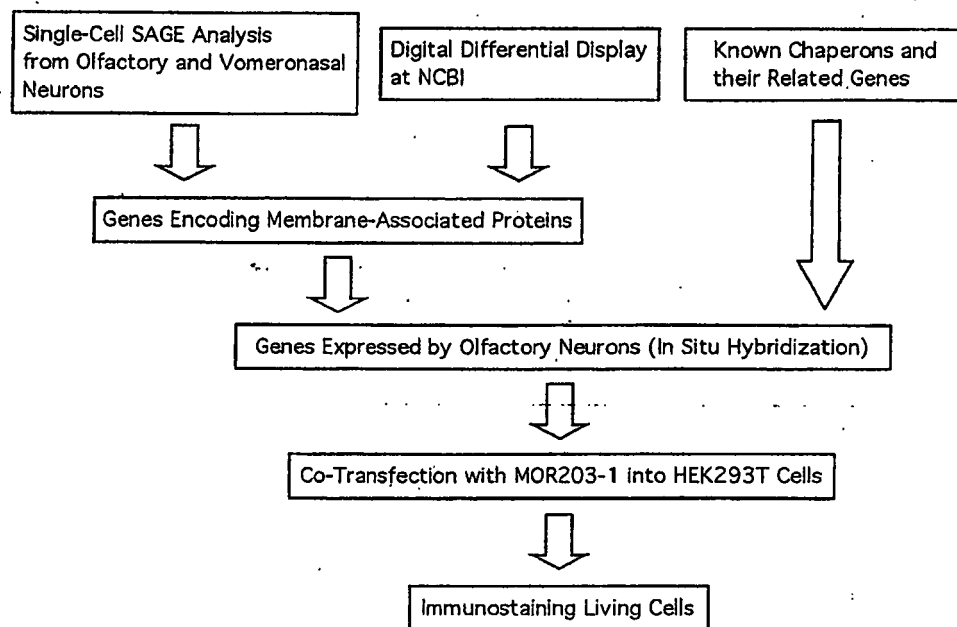 Single-Cell SAGE Analysis
from Olfactory and Vomeronasal
Neurons
Digital Differential Display
at NCBI
Known Chaperons and
their Related Genes
Genes Encoding Membrane-Associated Proteins
Genes Expressed by Olfactory Neurons (In Situ Hybridization)
Co-Transfection with MOR203-1 into HEK293T Cells
Immunostaining Living Cells